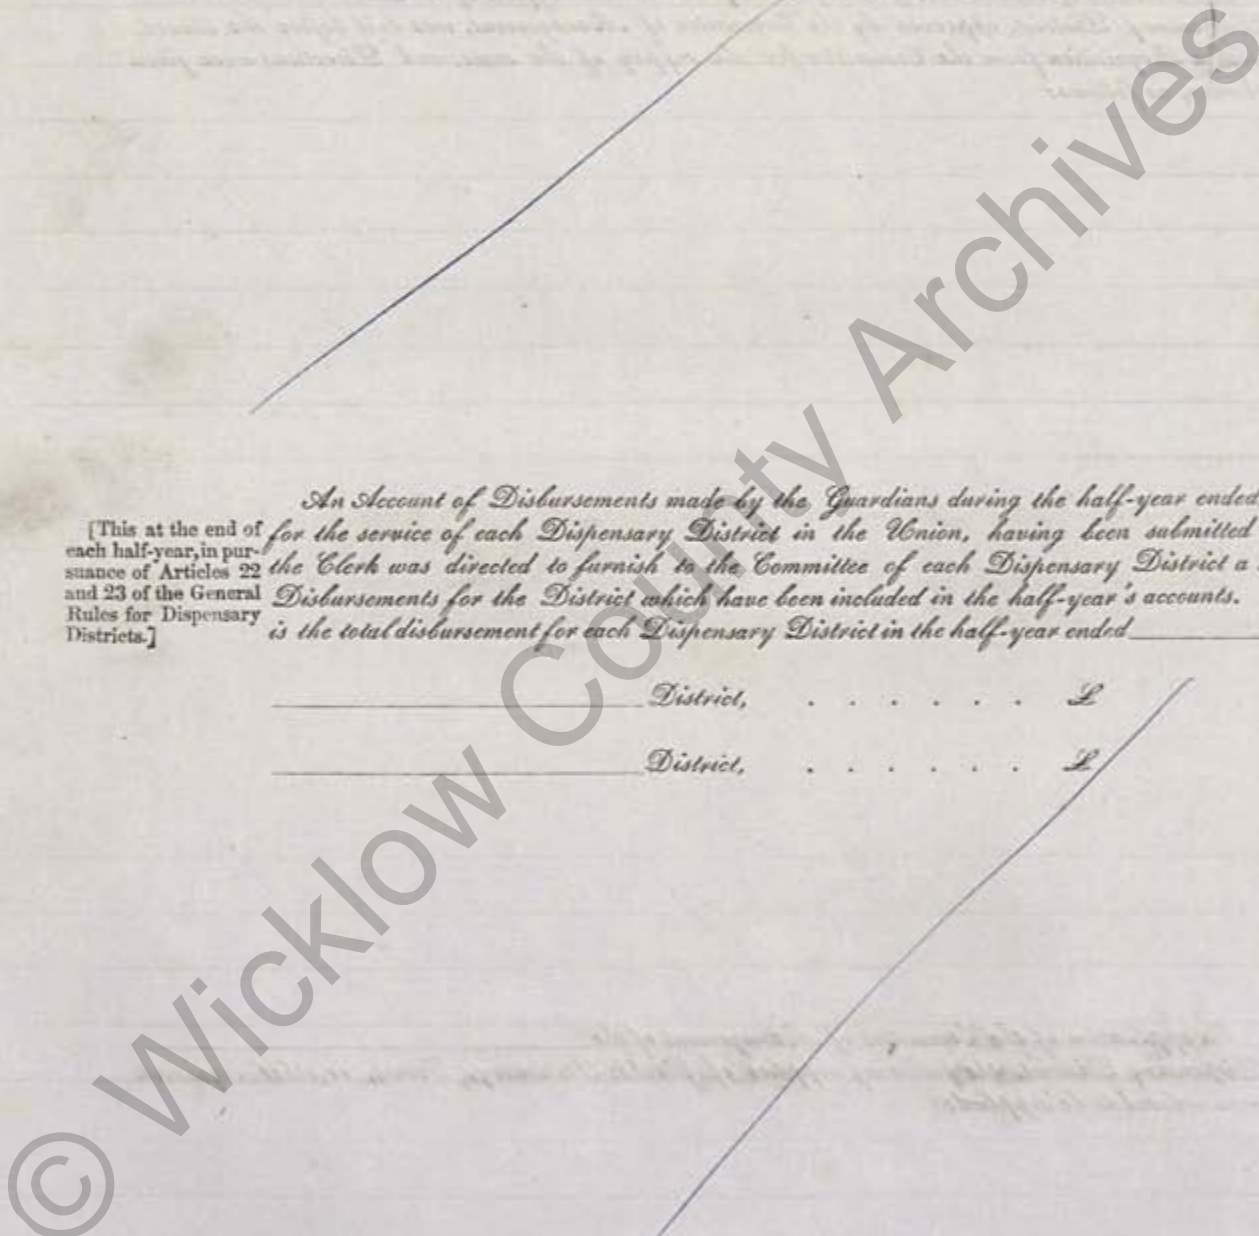 An Account of Disbursements made by the Guardians during the half-year ended
[This at the end of each half-year, in pur-
suance of Articles 22
and 23 of the General
Rules for Dispensary
Districts.]
for the service of each Dispensary District in the Union, having been submitted
the Clerk was directed to furnish to the Committee of each Dispensary District a
Disbursements for the District which have been included in the half-year's accounts.
is the total disbursement for each Dispensary District in the half-year ended
District, . . . . . . £
District, . . . . . . £
© Wicklow County Archives